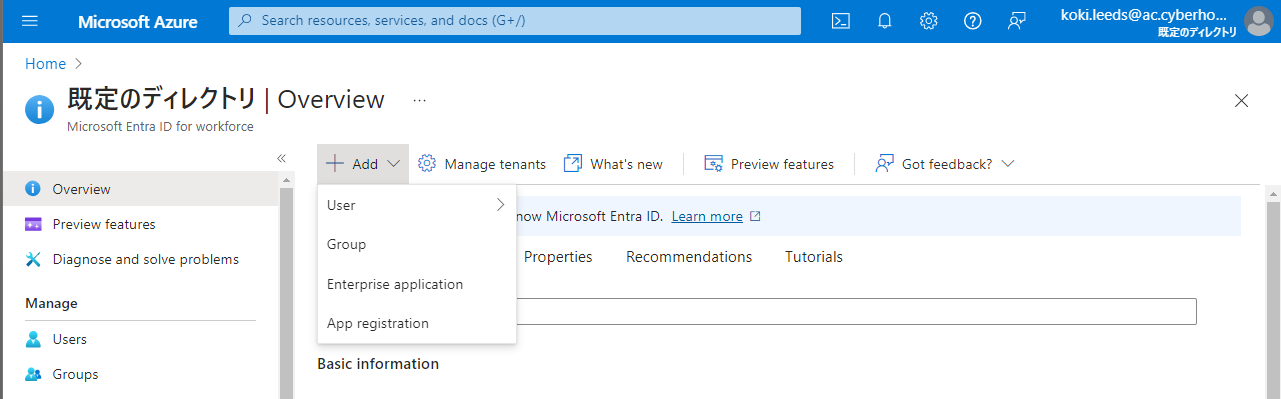 Microsoft Azure
Search resources, services, and docs (G+/)
koki.leeds@ac.cyberho...
既定のディレクトリ
Home
既定のディレクトリ | Overview
Microsoft Entra ID for workforce
Add
Manage tenants
What's new
Preview features
Got feedback?
Overview
Preview features
Diagnose and solve problems
Manage
Users
Groups
User
Group
Enterprise application
App registration
now Microsoft Entra ID. Learn more
Properties
Recommendations
Tutorials
Basic information